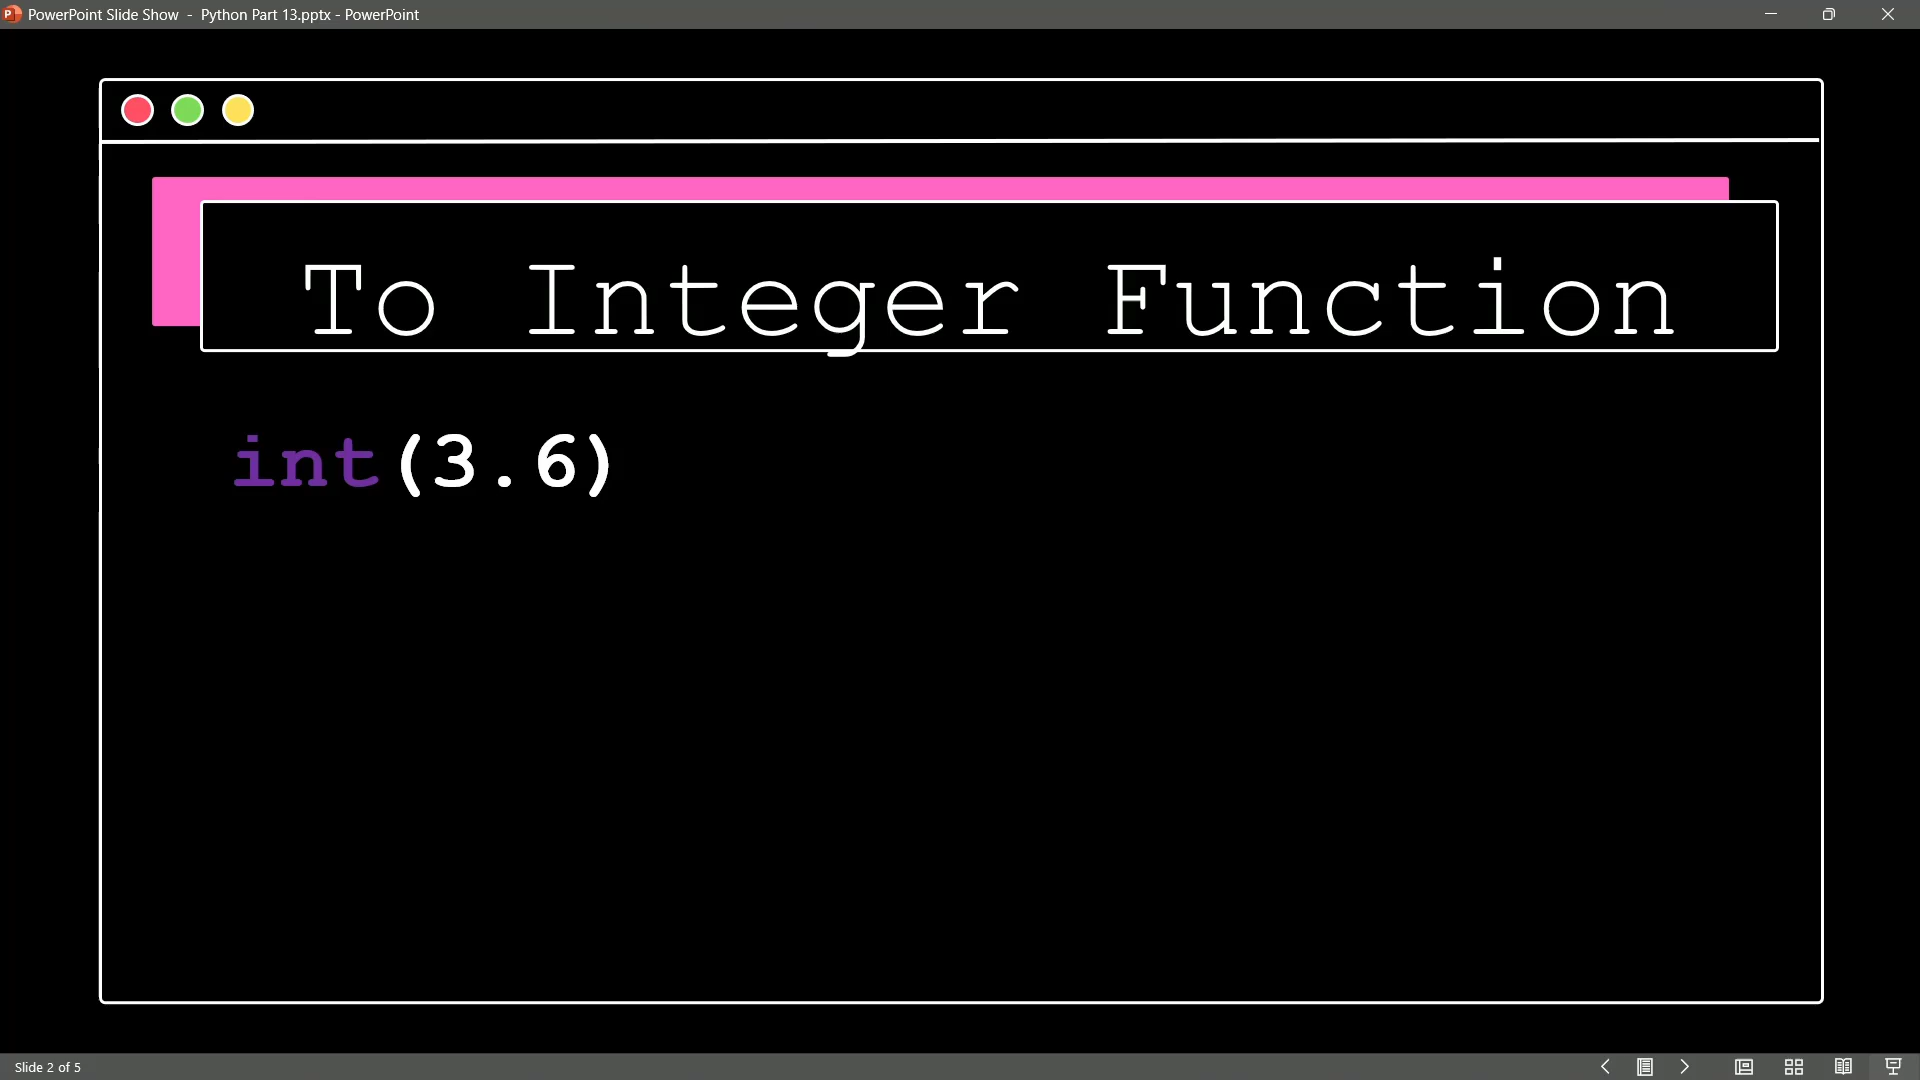 PowerPoint Slide Show - Python Part 13.pptx - PowerPoint
To Integer Function
int(3.6)
Slide 2 of 5